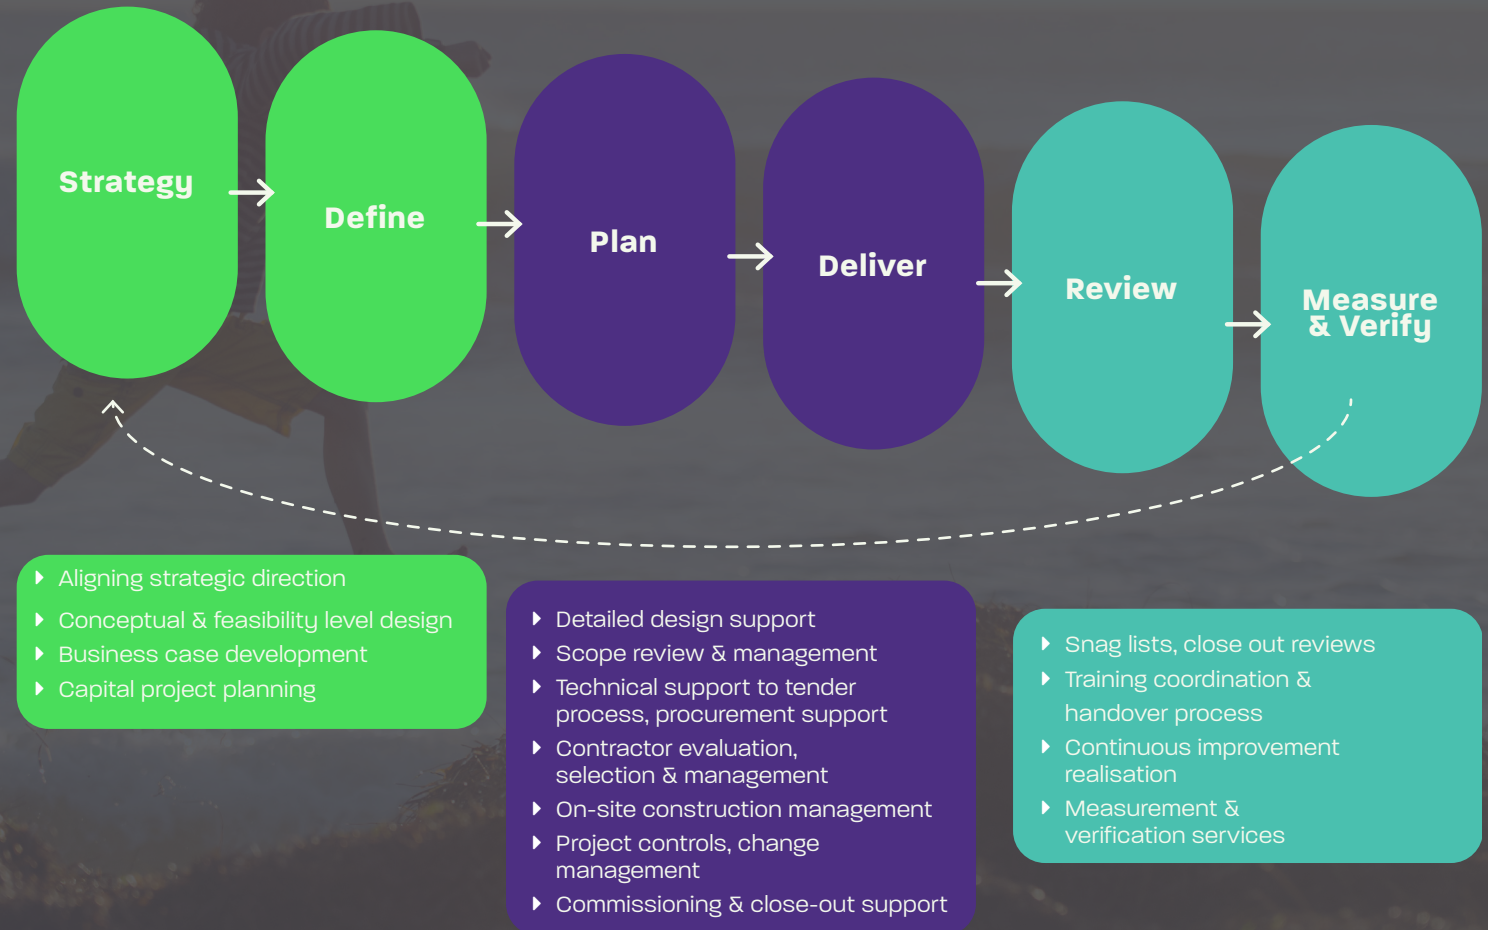 Strategy
Define
Plan
Deliver
Review
Measure
& Verify
Aligning strategic direction
Conceptual & feasibility level design
Business case development
Capital project planning
Detailed design support
Scope review & management
Technical support to tender
process, procurement support
Contractor evaluation,
selection & management
On-site construction management
Project controls, change
management
Commissioning & close-out support
Snag lists, close out reviews
Training coordination &
handover process
Continuous improvement
realisation
Measurement &
verification services